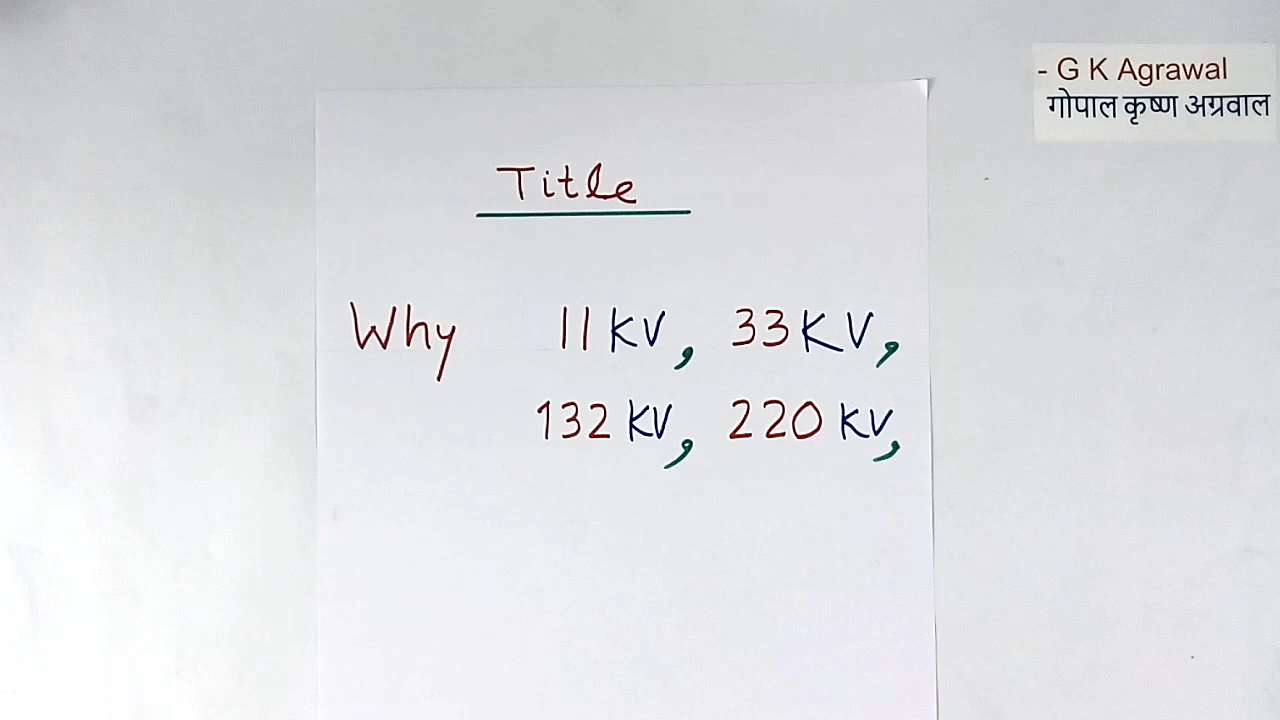 - G K Agrawal
गोपाल कृष्ण अग्रवाल
Title
Why 11 KV, 33 KV,
132 KV, 220 KV,